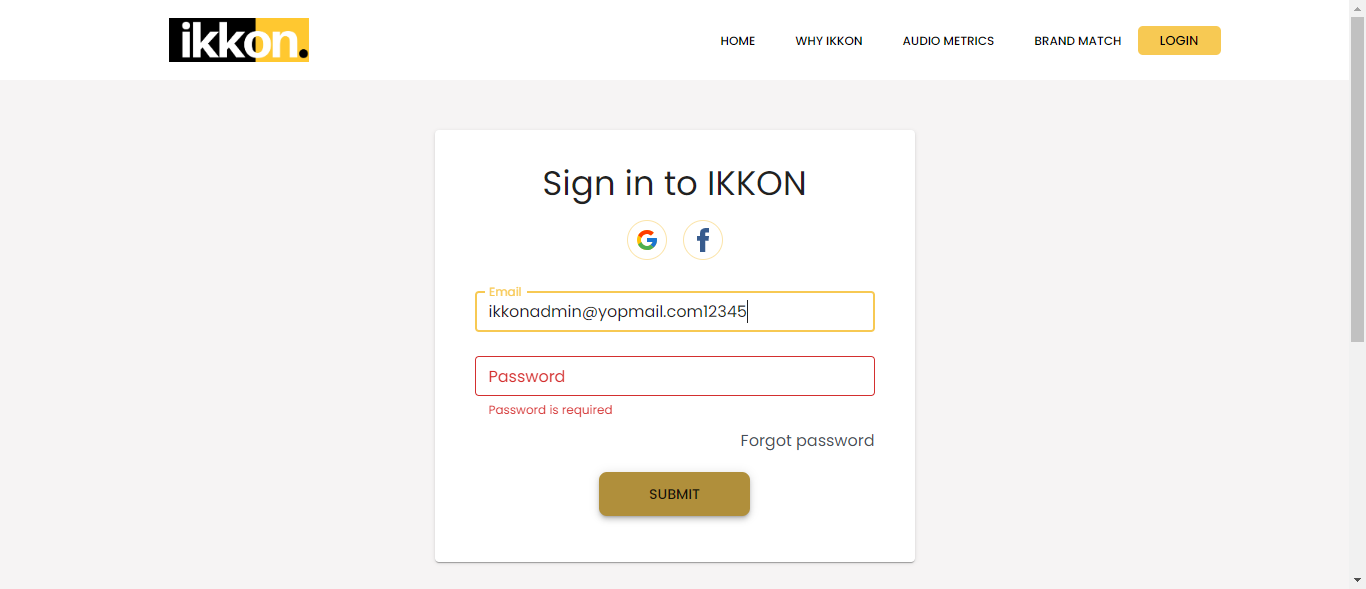 ikkon.
HOME WHY IKKON AUDIO METRICS BRAND MATCH LOGIN
Sign in to IKKON
Email
ikkonadmin@yopmail.com12345
Password
Password is required
Forgot password
SUBMIT